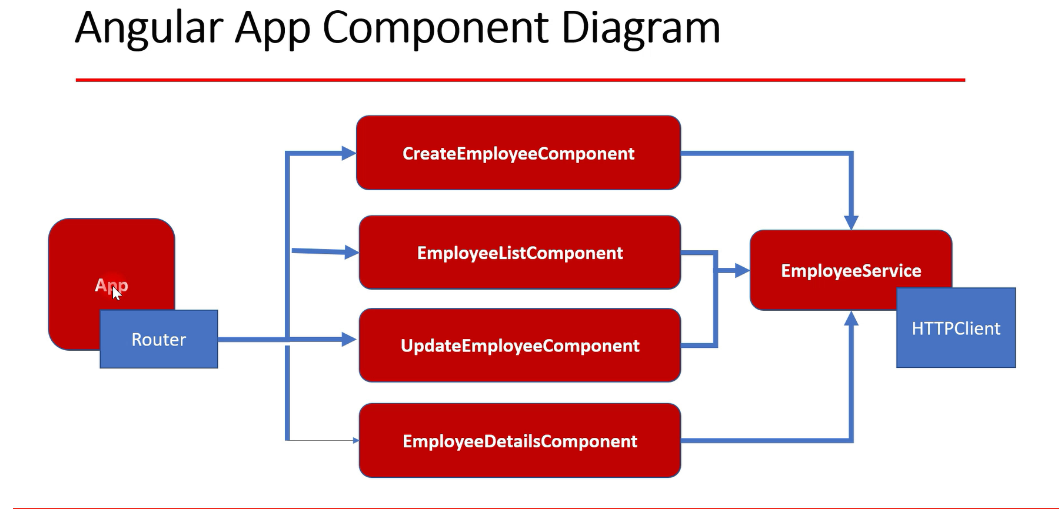 Angular App Component Diagram
CreateEmployeeComponent
EmployeeListComponent
App
EmployeeService
Router
UpdateEmployeeComponent
HTTPClient
EmployeeDetailsComponent